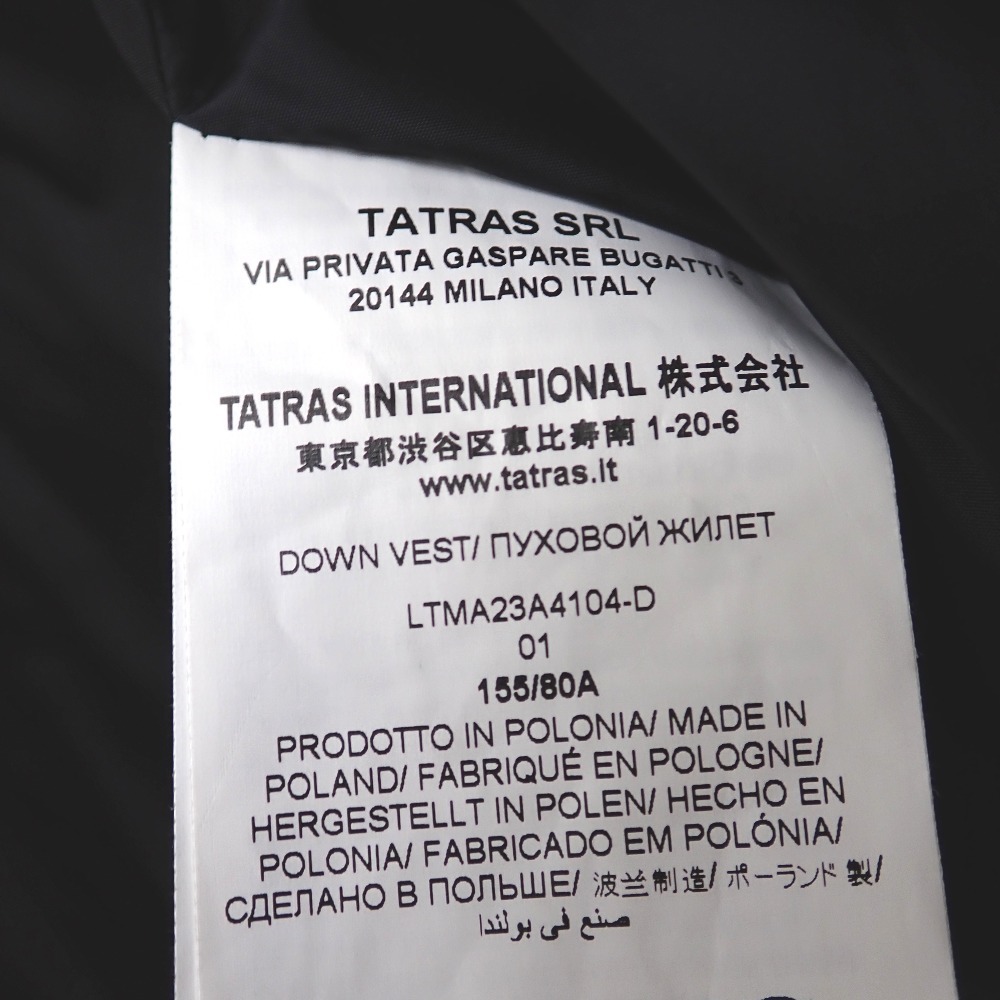 TATRAS SRL
VIA PRIVATA GASPARE BUGATTI 3
20144 MILANO ITALY
TATRAS INTERNATIONAL 株式会社
東京都渋谷区恵比寿南 1-20-6
www.tatras.it
DOWN VEST/ ПУХОВОЙ ЖИЛЕТ
LTMA23A4104-D
01
155/80A
PRODOTTO IN POLONIA/ MADE IN
POLAND/ FABRIQUÉ EN POLOGNE/
HERGESTELLT IN POLEN/ HECHO EN
POLONIA/ FABRICADO EM POLÓNIA/
СДЕЛАНО В ПОЛЬШЕ/ 波兰制造/ ポーランド 製/
صنع في بولندا